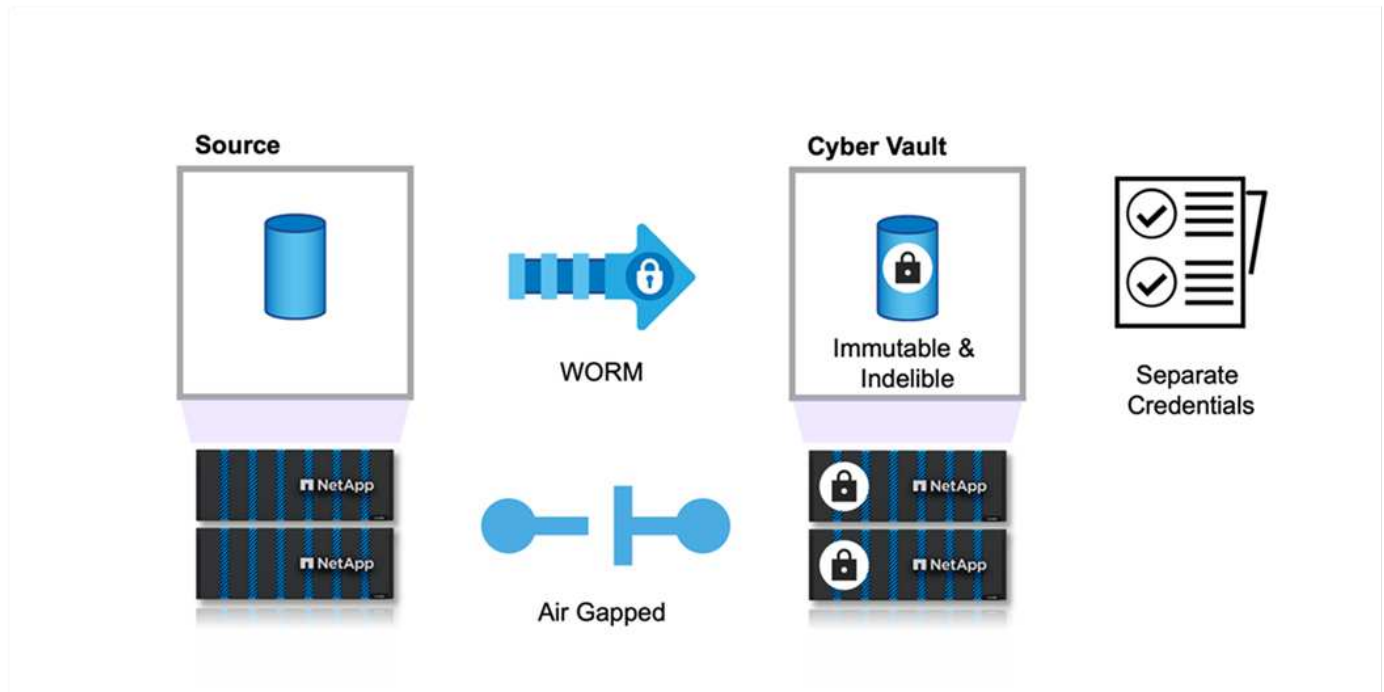 Source
Cyber Vault
WORM
Immutable &
Indelible
Separate
Credentials
NetApp
NetApp
NetApp
NetApp
Air Gapped